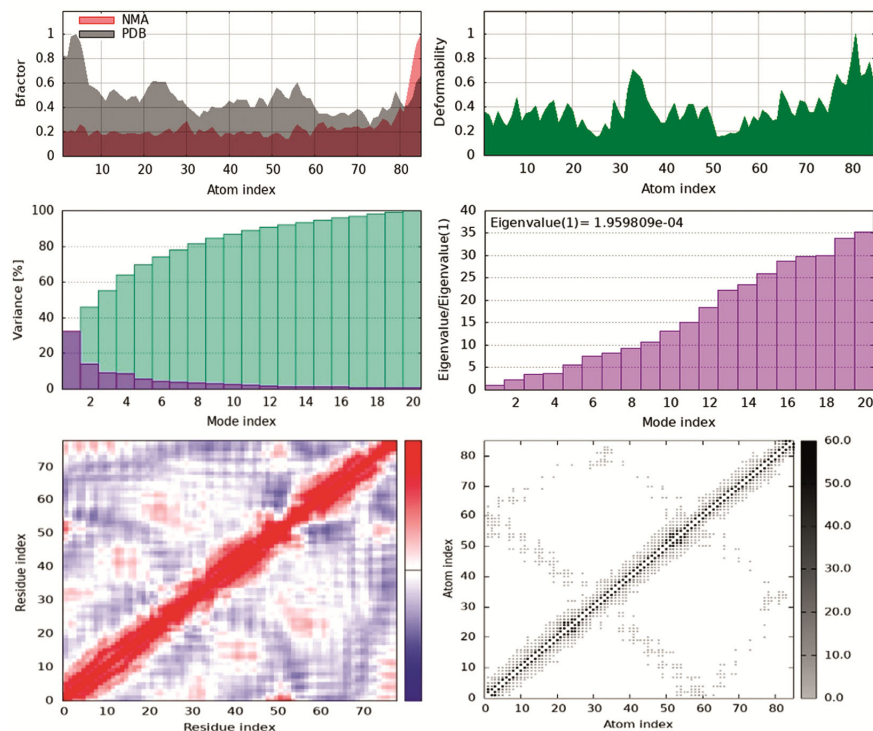 NMA
PDB
Bfactor
1
0.8
0.6
0.4
0.2
0
10 20 30 40 50 60 70 80
Atom index
Deformability
1
0.8
0.6
0.4
0.2
0
10 20 30 40 50 60 70 80
Atom index
Variance [%]
100
80
60
40
20
0
2 4 6 8 10 12 14 16 18 20
Mode index
Eigenvalue(1)= 1.959809e-04
Eigenvalue/Eigenvalue(1)
40
35
30
25
20
15
10
5
0
2 4 6 8 10 12 14 16 18 20
Mode index
Residue index
70
60
50
40
30
20
10
0
0 10 20 30 40 50 60 70
Residue index
Atom index
80
70
60
50
40
30
20
10
0
0 10 20 30 40 50 60 70 80
Atom index
60.0
50.0
40.0
30.0
20.0
10.0
0.0